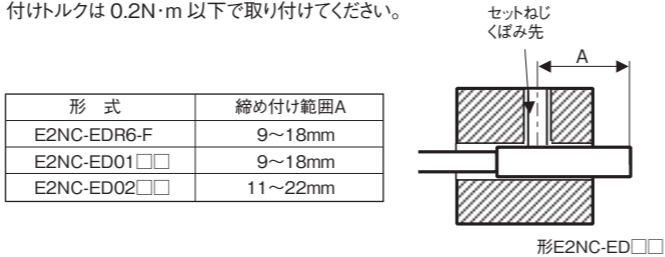 付けトルクは 0.2N･m 以下で取り付けてください。
形　式 締め付け範囲A
E2NC-EDR6-F 9～18mm
E2NC-ED01□□ 9～18mm
E2NC-ED02□□ 11～22mm
セットねじ
くぼみ先
A
形E2NC-ED□□